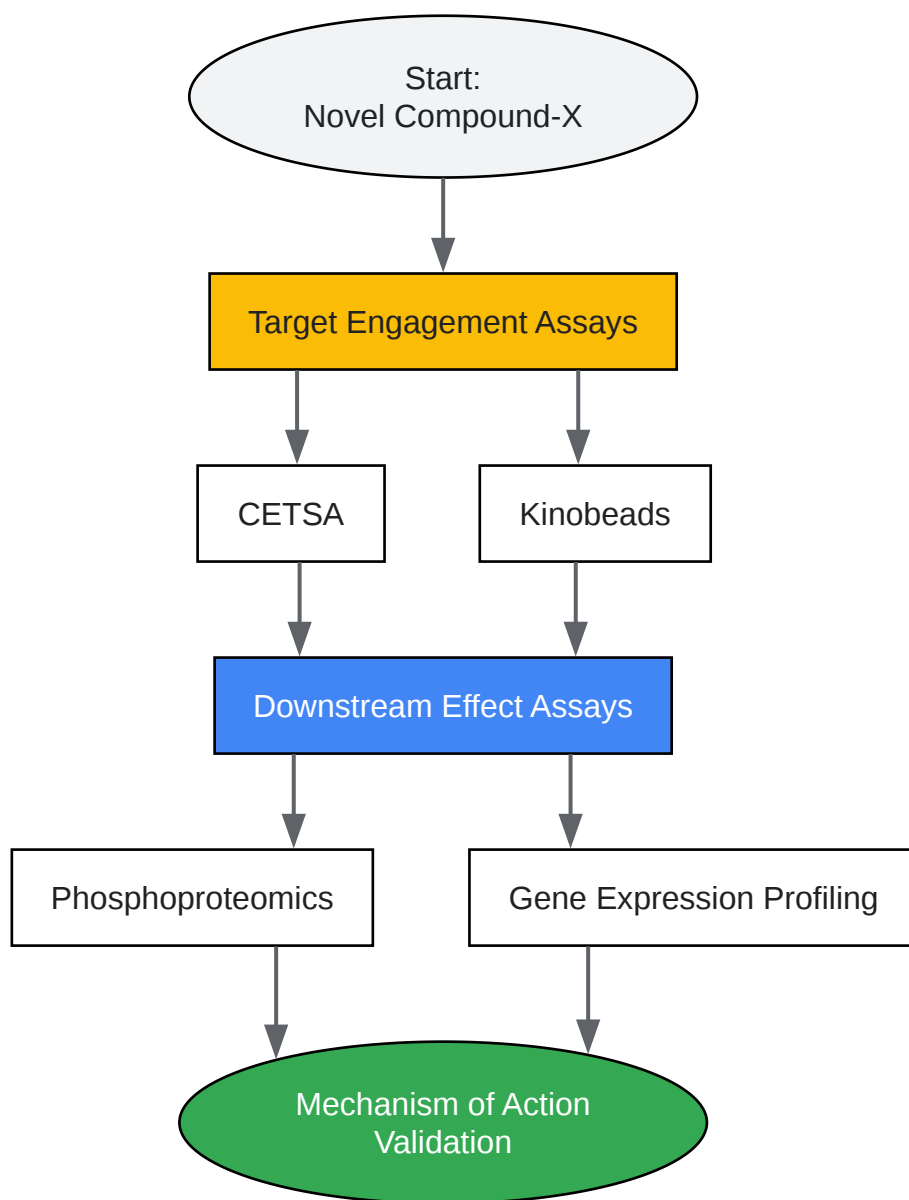 Start:
Novel Compound-X
Target Engagement Assays
CETSA
Kinobeads
Downstream Effect Assays
Phosphoproteomics
Gene Expression Profiling
Mechanism of Action
Validation